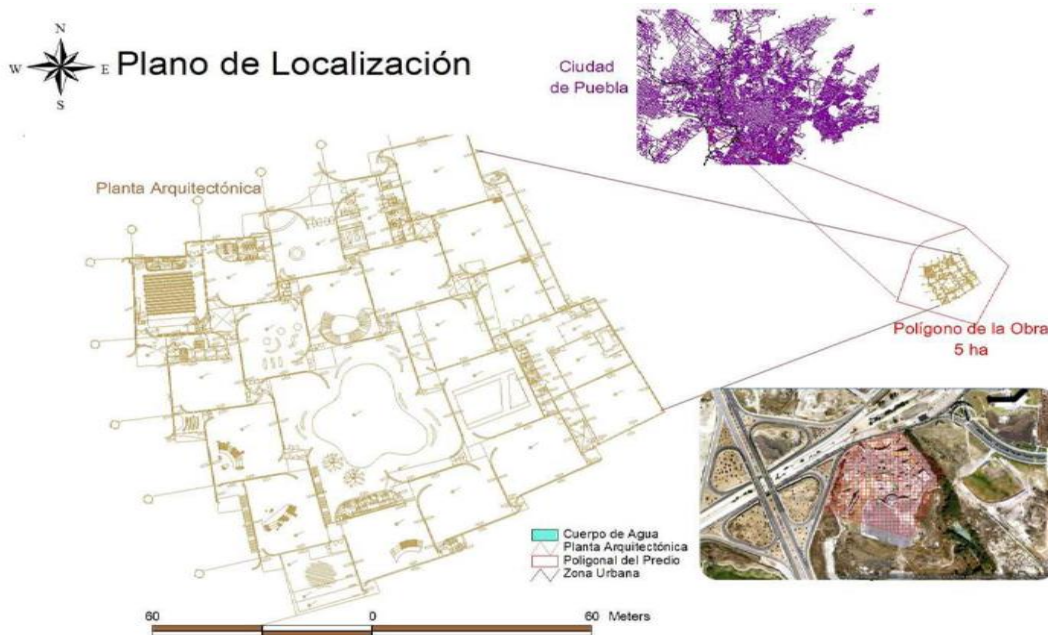 N
W E
S
Plano de Localización
Ciudad
de Puebla
Planta Arquitectónica
Polígono de la Obra
5 ha
Cuerpo de Agua
Planta Arquitectónica
Poligonal del Predio
Zona Urbana
60 0 60 Meters